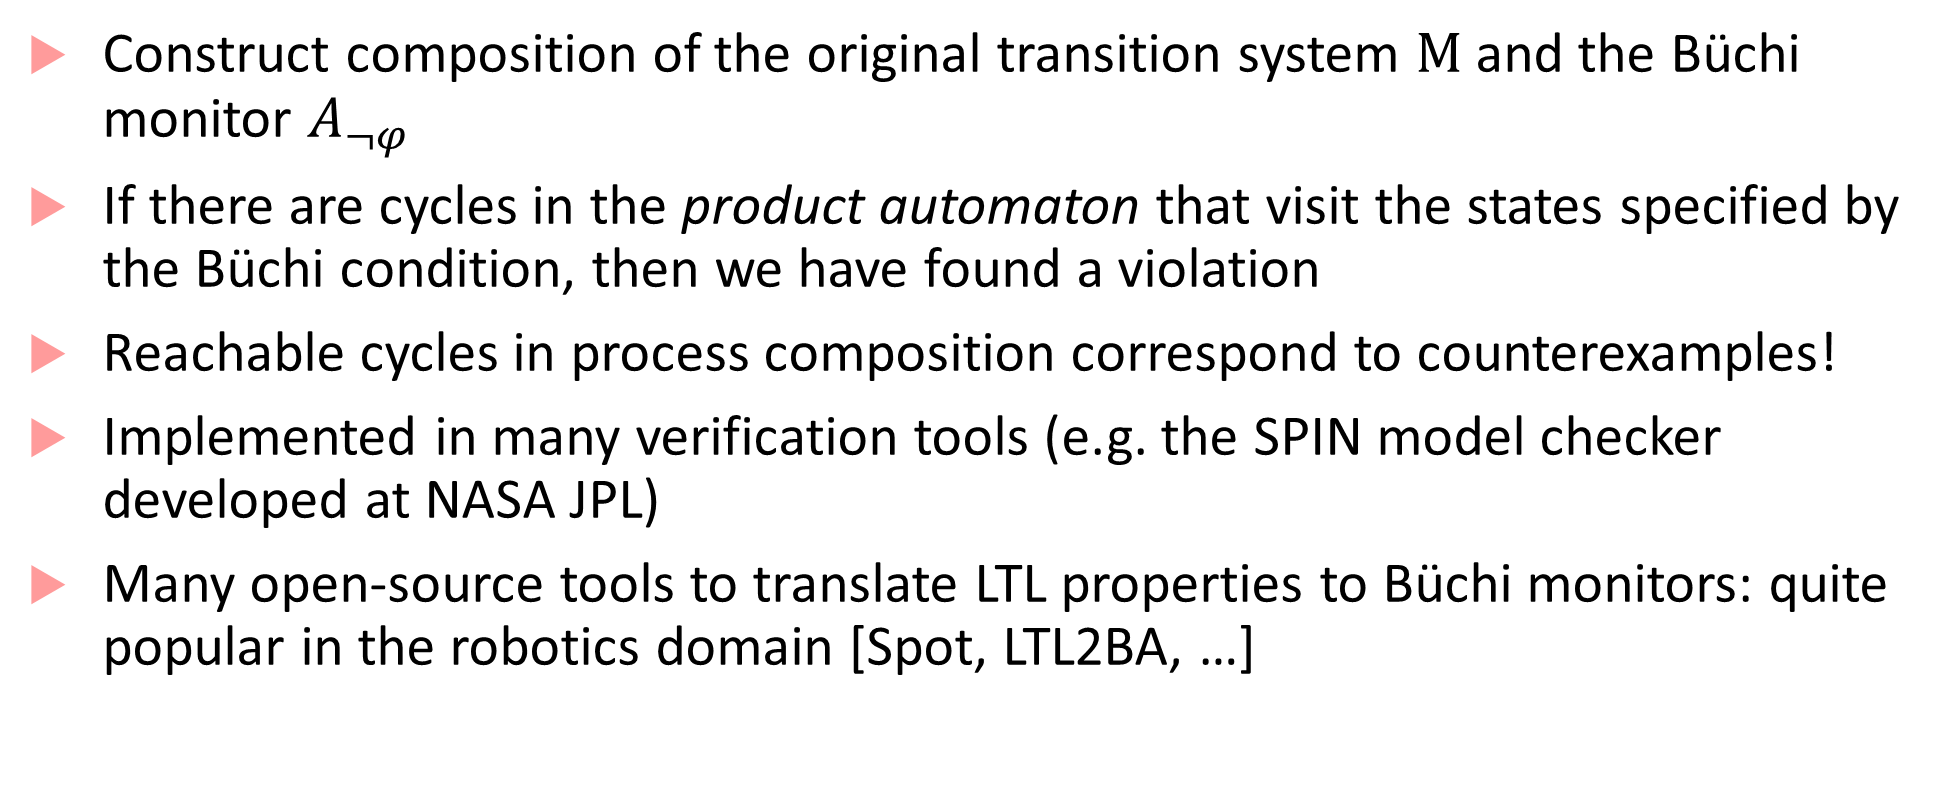 Construct composition of the original transition system M and the Büchi
monitor A¬φ
If there are cycles in the product automaton that visit the states specified by
the Büchi condition, then we have found a violation
Reachable cycles in process composition correspond to counterexamples!
Implemented in many verification tools (e.g. the SPIN model checker
developed at NASA JPL)
Many open-source tools to translate LTL properties to Büchi monitors: quite
popular in the robotics domain [Spot, LTL2BA, …]